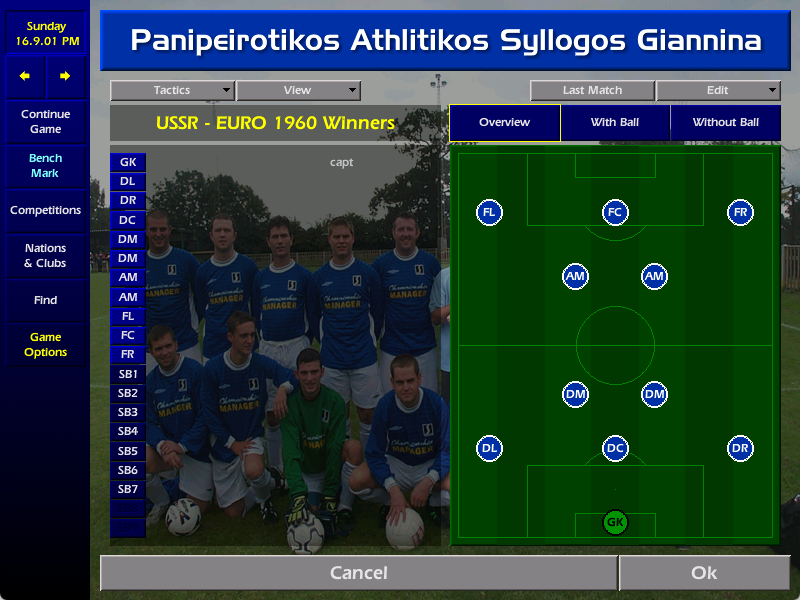 Sunday
16.9.01 PM
Panipeirotikos Athlitikos Syllogos Giannina
Continue
Game
Bench
Mark
Competitions
Nations
& Clubs
Find
Game
Options
Tactics
View
Last Match
Edit
USSR - EURO 1960 Winners
Overview
With Ball
Without Ball
GK
DL
DR
DC
DM
DM
AM
AM
FL
FC
FR
SB1
SB2
SB3
SB4
SB5
SB6
SB7
capt
Championship
MANAGER
Championship
MANAGER
FL
FC
FR
AM
AM
DM
DM
DL
DC
DR
GK
Cancel
Ok